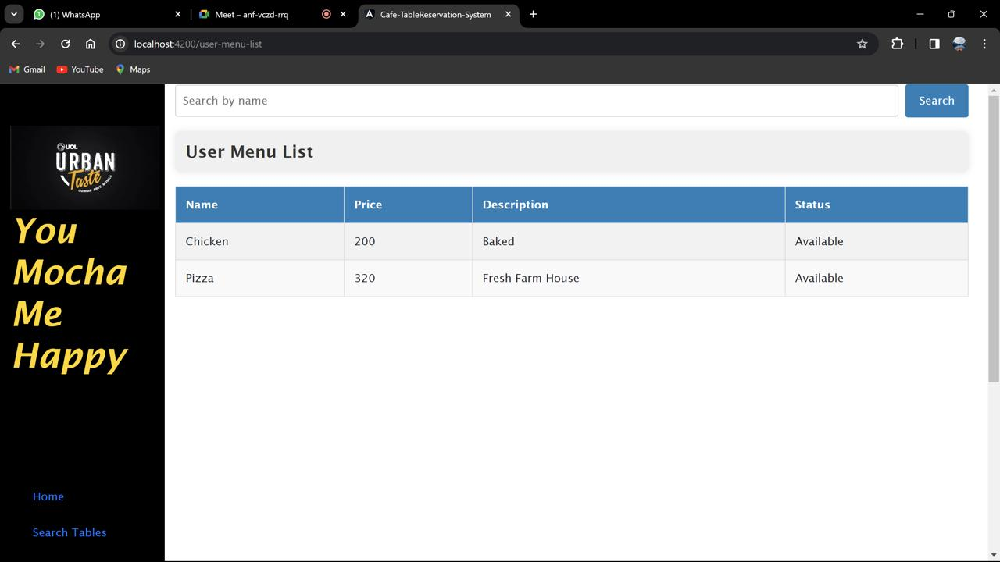 (1) WhatsApp
Meet – anf-vczd-rrq
Cafe-TableReservation-System
localhost:4200/user-menu-list
Gmail
YouTube
Maps
Search by name
Search
UOL
URBAN
Taste
COMIDA·ARTE·MÚSICA
You
Mocha
Me
Happy
Home
Search Tables
User Menu List
Name Price Description Status
Chicken 200 Baked Available
Pizza 320 Fresh Farm House Available